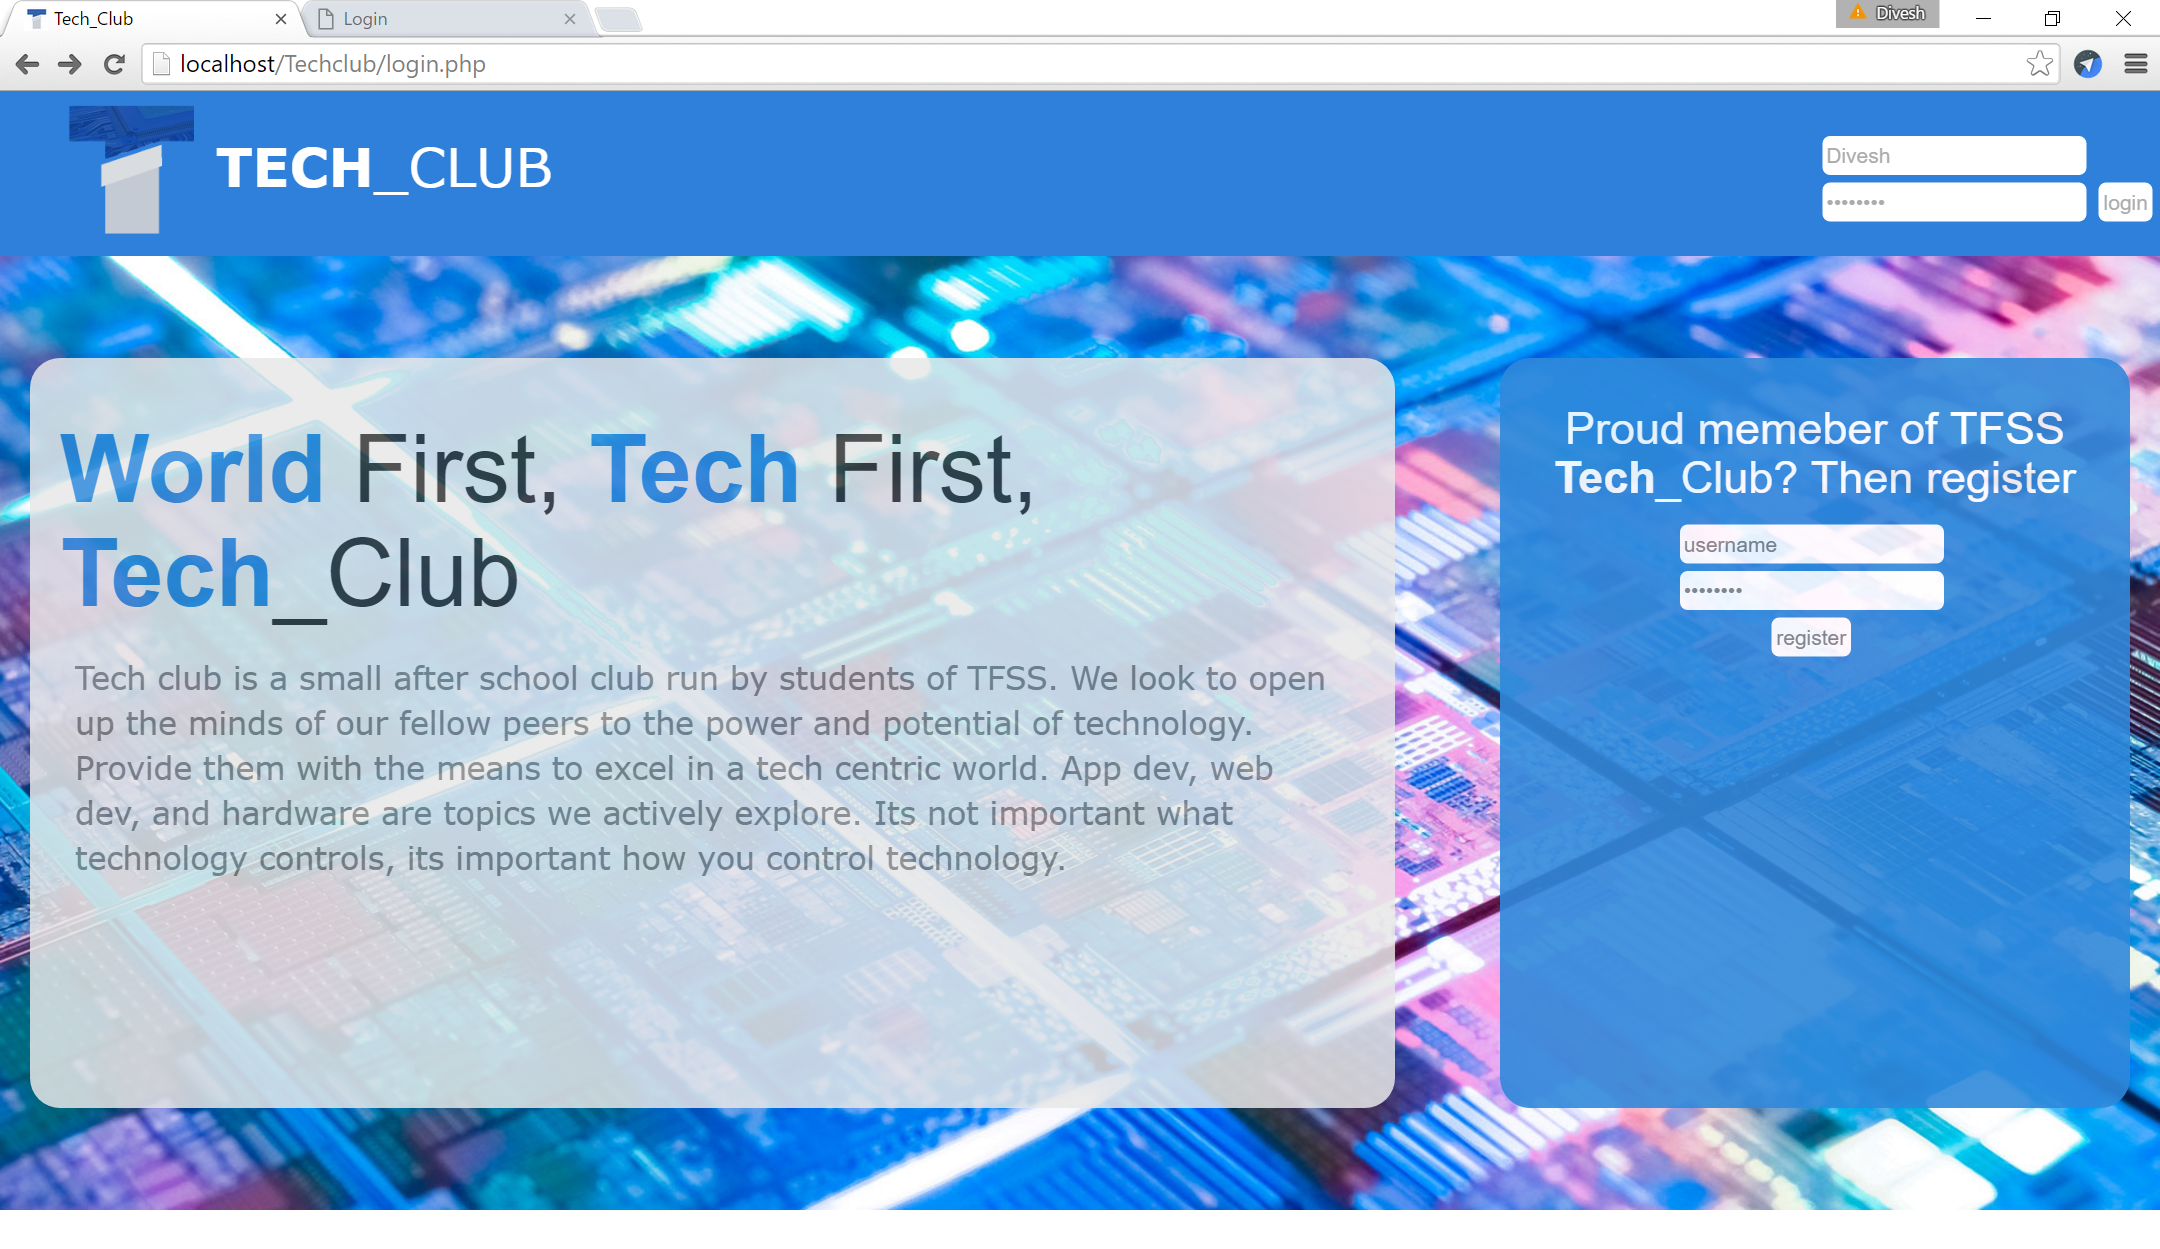 Tech_Club
Login
Divesh
localhost/Techclub/login.php
TECH_CLUB
Divesh
••••••••
login
World First, Tech First,
Tech_Club
Tech club is a small after school club run by students of TFSS. We look to open
up the minds of our fellow peers to the power and potential of technology.
Provide them with the means to excel in a tech centric world. App dev, web
dev, and hardware are topics we actively explore. Its not important what
technology controls, its important how you control technology.
Proud memeber of TFSS
Tech_Club? Then register
username
••••••••
register